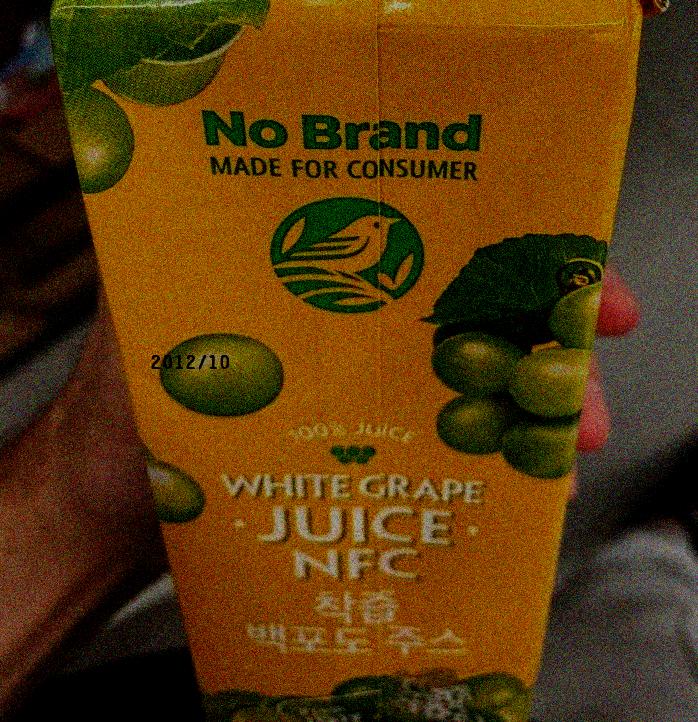 No Brand
MADE FOR CONSUMER
2012/10
100% JUICE
WHITE GRAPE
· JUICE ·
NFC
착즙
백포도 주스